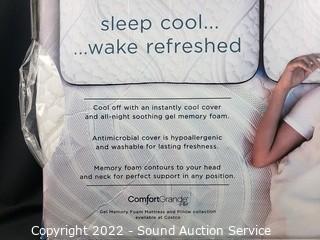 sleep cool...
...wake refreshed
Cool off with an instantly cool cover
and all-night soothing gel memory foam.
Antimicrobial cover is hypoallergenic
and washable for lasting freshness.
Memory foam contours to your head
and neck for perfect support in any position.
ComfortGrande
Gel Memory Foam Mattress and Pillow collection
available at Costco
Copyright 2022 - Sound Auction Service